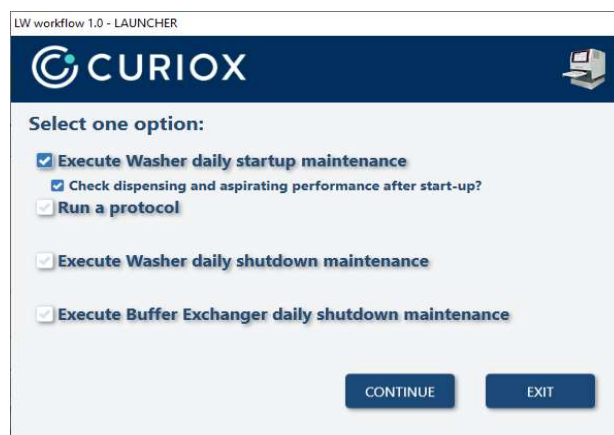 LW workflow 1.0 - LAUNCHER
CURIOX
Select one option:
Execute Washer daily startup maintenance
Check dispensing and aspirating performance after start-up?
Run a protocol
Execute Washer daily shutdown maintenance
Execute Buffer Exchanger daily shutdown maintenance
CONTINUE EXIT